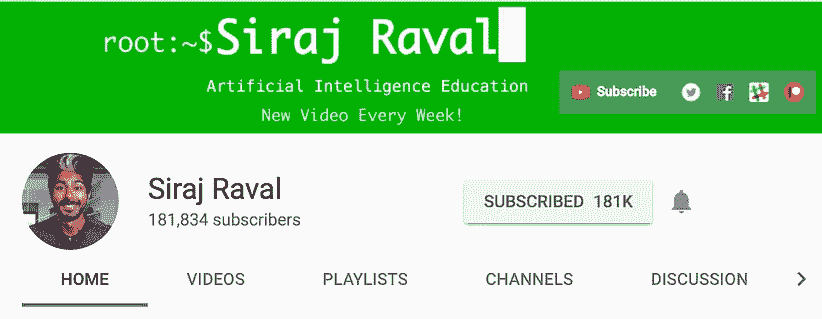 root:~$Siraj Raval
Artificial Intelligence Education
New Video Every Week!
Subscribe
Siraj Raval
181,834 subscribers
SUBSCRIBED 181K
HOME VIDEOS PLAYLISTS CHANNELS DISCUSSION